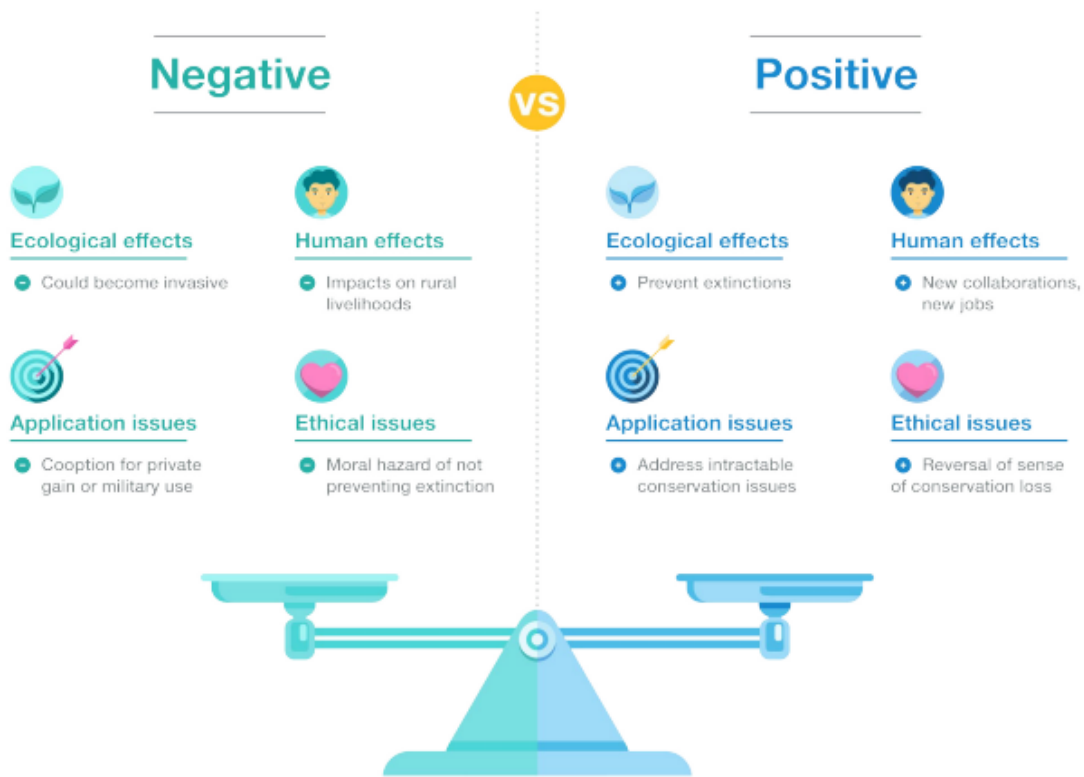 Negative
vs
Positive
Ecological effects
Could become invasive
Human effects
Impacts on rural
livelihoods
Application issues
Cooption for private
gain or military use
Ethical issues
Moral hazard of not
preventing extinction
Ecological effects
Prevent extinctions
Human effects
New collaborations,
new jobs
Application issues
Address intractable
conservation issues
Ethical issues
Reversal of sense
of conservation loss